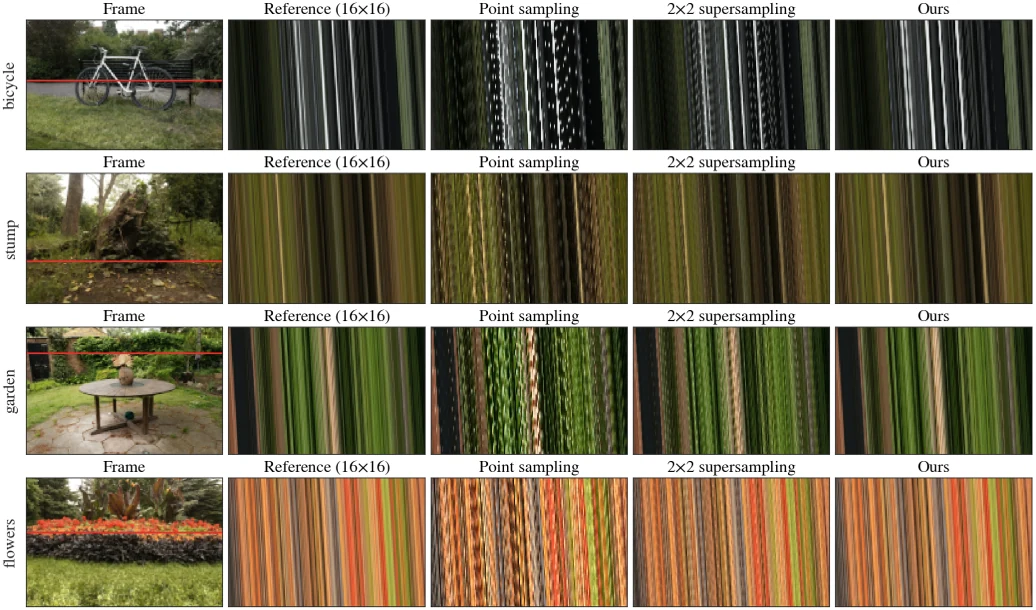 Frame Reference (16×16) Point sampling 2×2 supersampling Ours
bicycle
Frame Reference (16×16) Point sampling 2×2 supersampling Ours
stump
Frame Reference (16×16) Point sampling 2×2 supersampling Ours
garden
Frame Reference (16×16) Point sampling 2×2 supersampling Ours
flowers